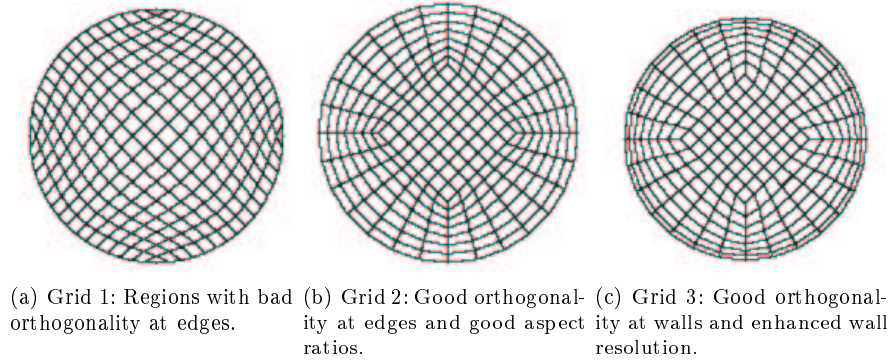 (a) Grid 1: Regions with bad
orthogonality at edges.
(b) Grid 2: Good orthogonal-
ity at edges and good aspect
ratios.
(c) Grid 3: Good orthogonal-
ity at walls and enhanced wall
resolution.